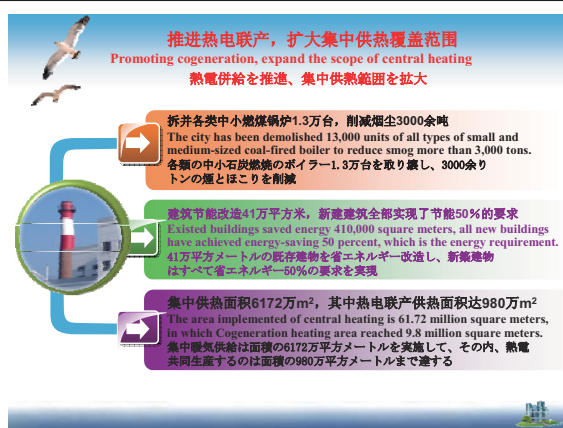 推进热电联产，扩大集中供热覆盖范围
Promoting cogeneration, expand the scope of central heating
熱電併給を推進、集中供熱範囲を拡大
拆并各类中小燃煤锅炉1.3万台，削减烟尘3000余吨
The city has been demolished 13,000 units of all types of small and
medium-sized coal-fired boiler to reduce smog more than 3,000 tons.
各類の中小石炭燃焼のボイラー1.3万台を取り壊し、3000余り
トンの煙とほこりを削減
建筑节能改造41万平方米，新建建筑全部实现了节能50%的要求
Existed buildings saved energy 410,000 square meters, all new buildings
have achieved energy-saving 50 percent, which is the energy requirement.
41万平方メートルの既存建物を省エネルギー改造し、新築建物
はすべて省エネルギー50%の要求を実現
集中供热面积6172万m²，其中热电联产供热面积达980万m²
The area implemented of central heating is 61.72 million square meters,
in which Cogeneration heating area reached 9.8 million square meters.
集中暖気供給は面積の6172万平方メートルを実施して、その内、熱電
共同生産するのは面積の980万平方メートルまで達する